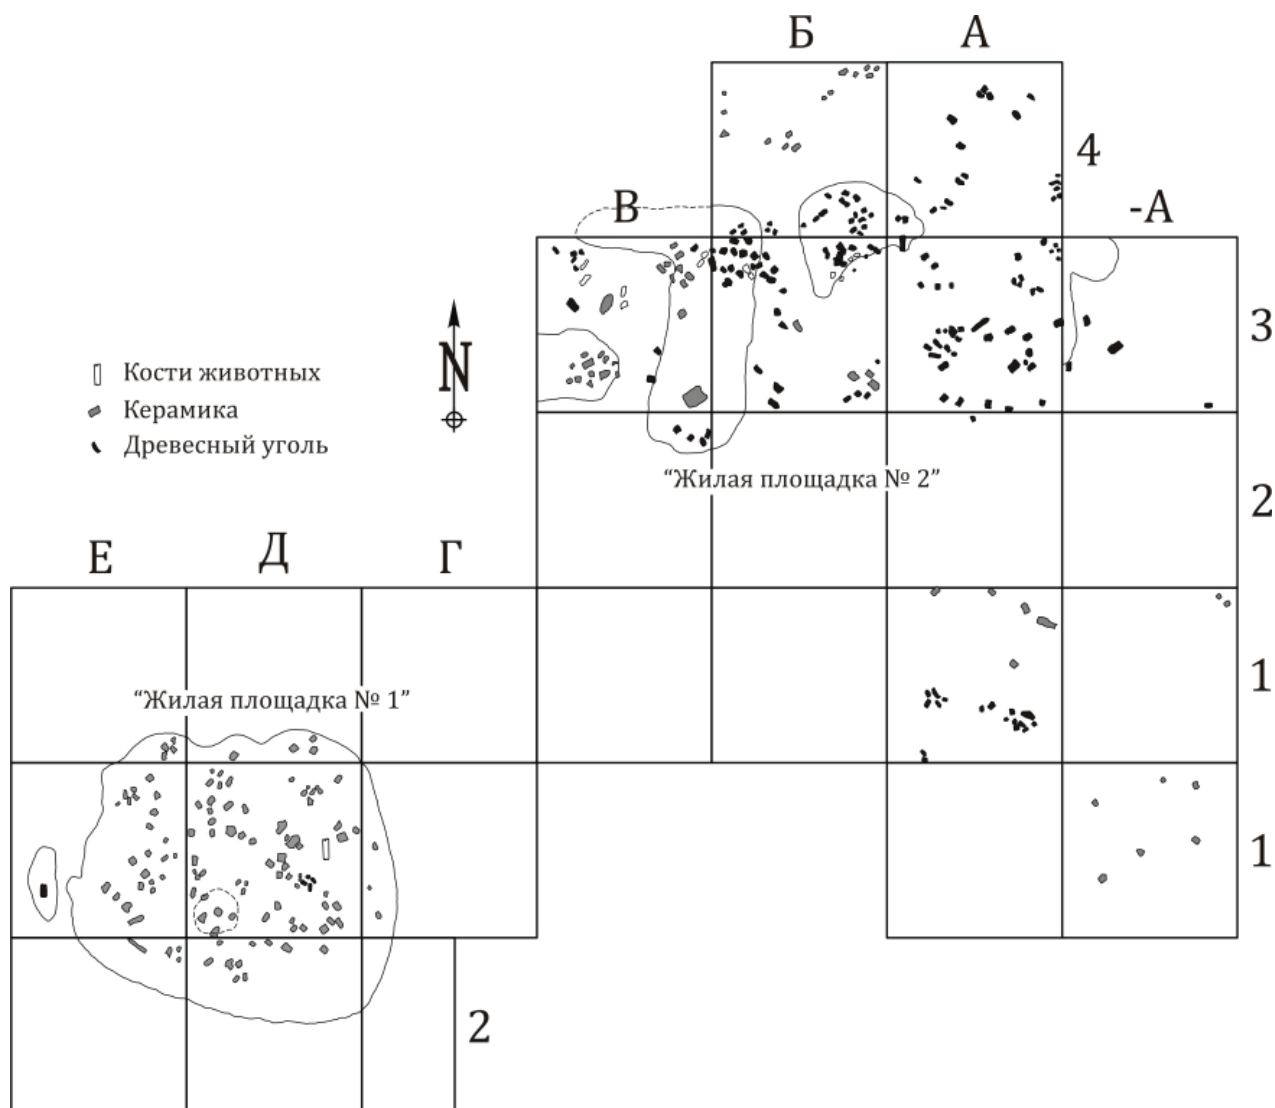 Б А
4
В -А
3
N
Кости животных
Керамика
Древесный уголь
“Жилая площадка № 2”
2
Е Д Г
1
“Жилая площадка № 1”
1
2